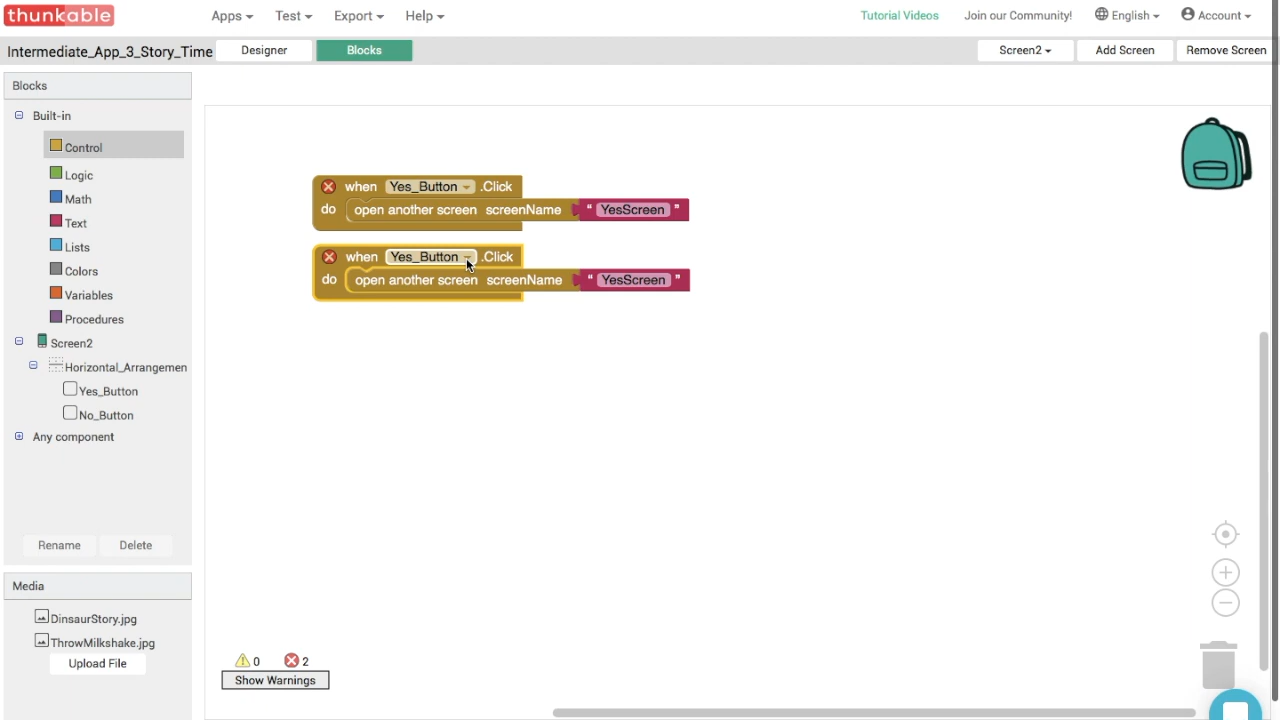 thunkable Apps Test Export Help Tutorial Videos Join our Community! English Account
Intermediate_App_3_Story_Time Designer Blocks Screen2 Add Screen Remove Screen
Blocks
Built-in
Control
Logic
Math
Text
Lists
Colors
Variables
Procedures
Screen2
Horizontal_Arrangemen
Yes_Button
No_Button
Any component
Rename Delete
Media
DinsaurStory.jpg
ThrowMilkshake.jpg
Upload File
when Yes_Button .Click
do open another screen screenName “ YesScreen ”
when Yes_Button .Click
do open another screen screenName “ YesScreen ”
0 2
Show Warnings